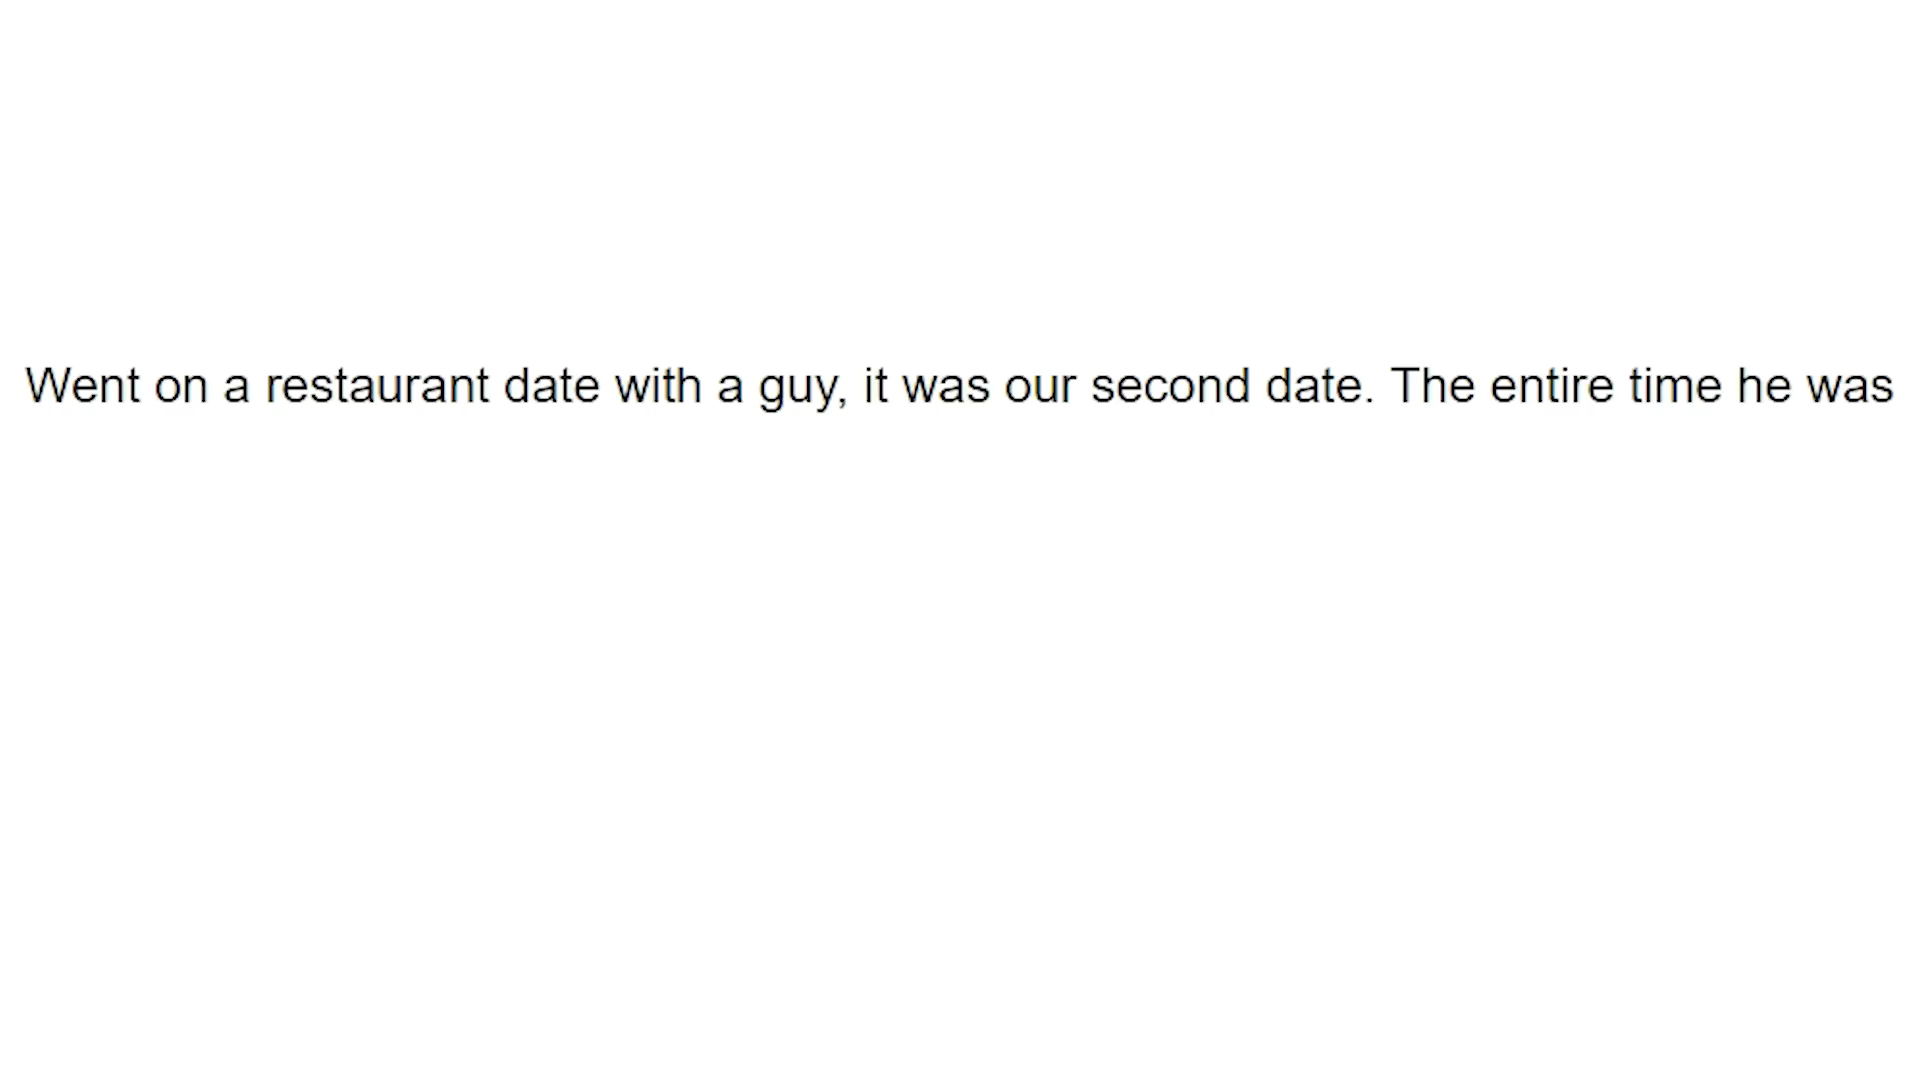 Went on a restaurant date with a guy, it was our second date. The entire time he was